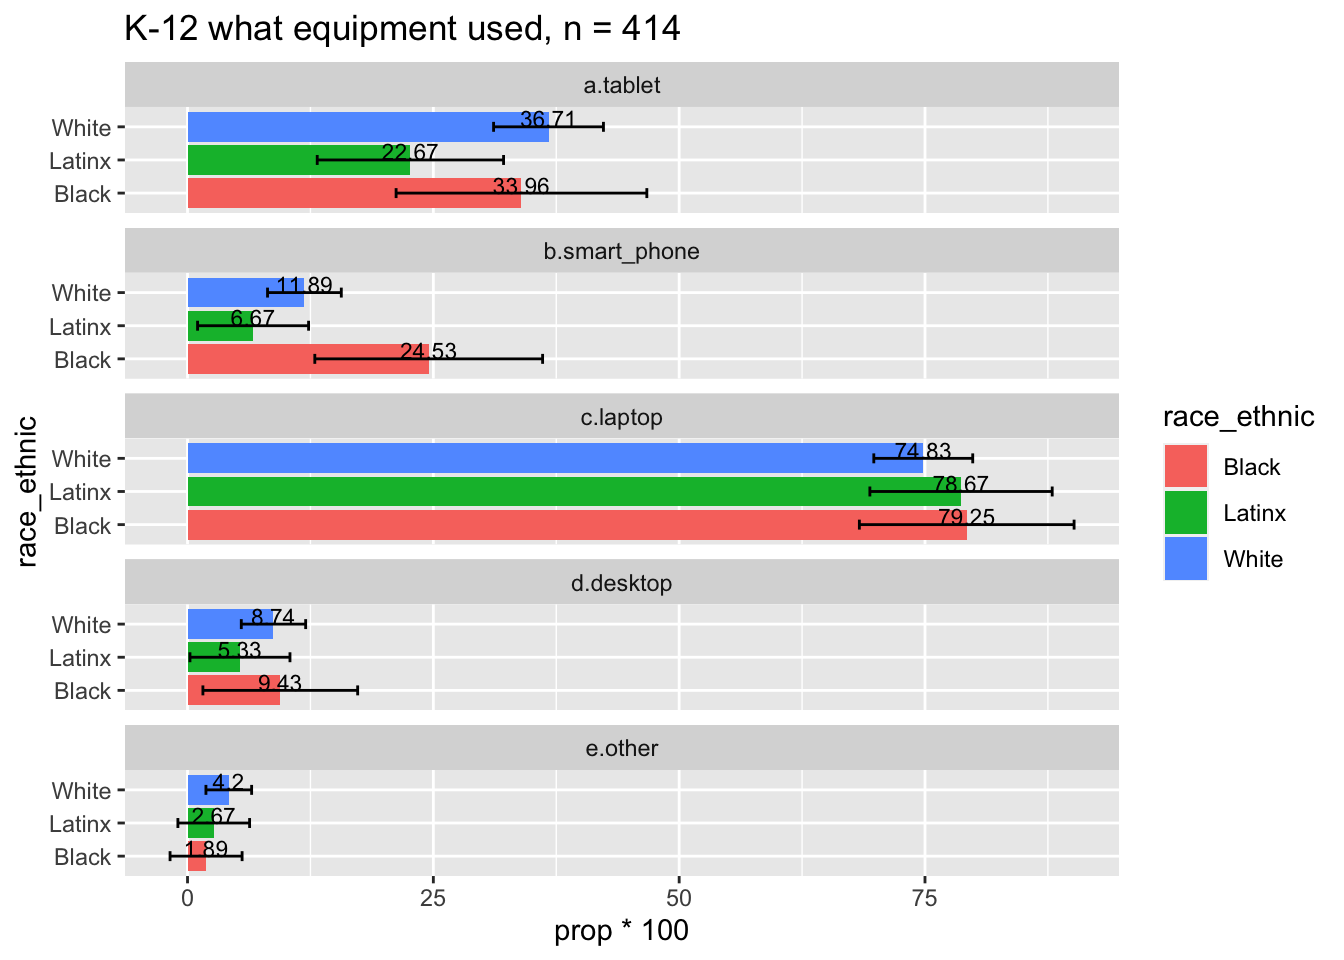 K-12 what equipment used, n = 414
a.tablet
White 36.71
Latinx 22.67
Black 33.96
b.smart_phone
White 11.89
Latinx 6.67
Black 24.53
c.laptop
White 74.83
Latinx 78.67
Black 79.25
d.desktop
White 8.74
Latinx 5.33
Black 9.43
e.other
White 4.2
Latinx 2.67
Black 1.89
0 25 50 75
prop * 100
race_ethnic
race_ethnic
Black
Latinx
White